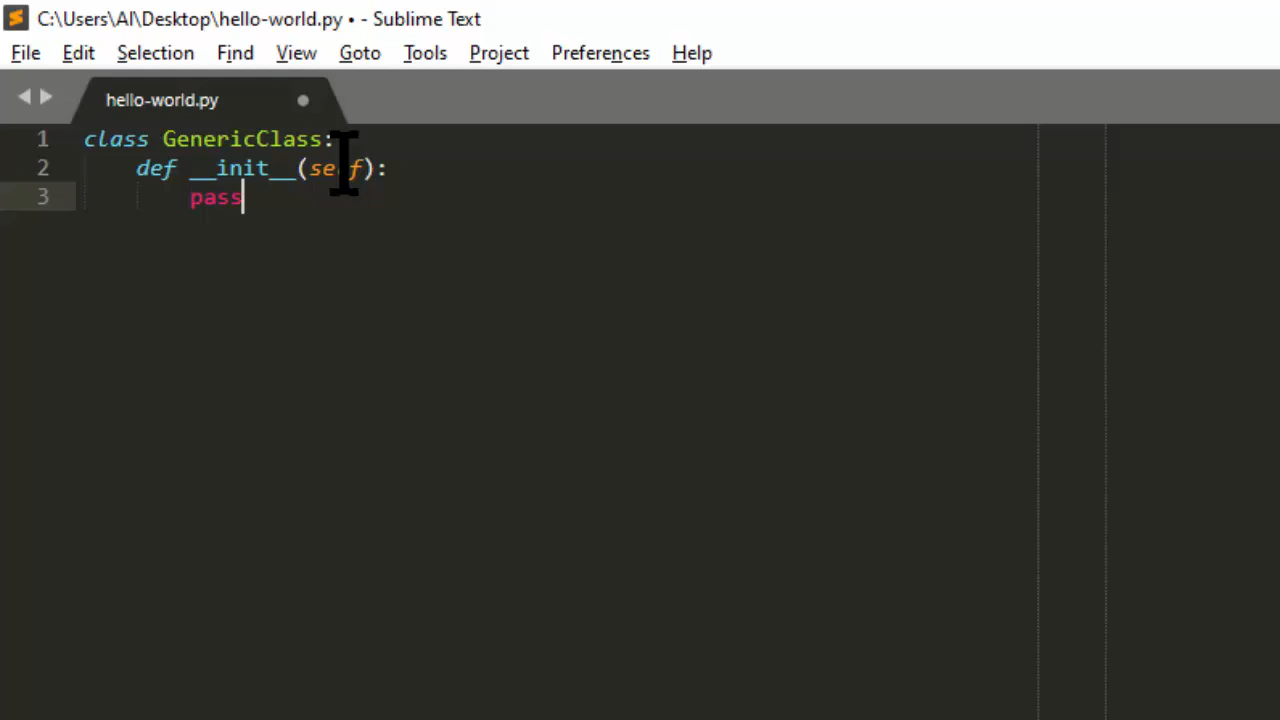 C:\Users\Al\Desktop\hello-world.py • - Sublime Text
File Edit Selection Find View Goto Tools Project Preferences Help
hello-world.py
1 class GenericClass:
2     def __init__(self):
3         pass